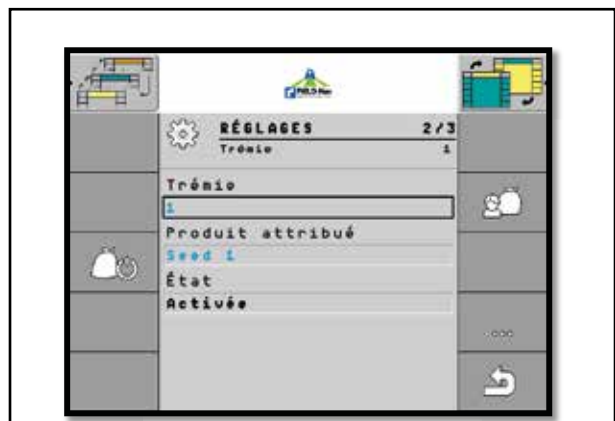 RÉGLAGES 2/3
Trémie 1
Trémie
1
Produit attribué
Seed 1
État
Activée
...